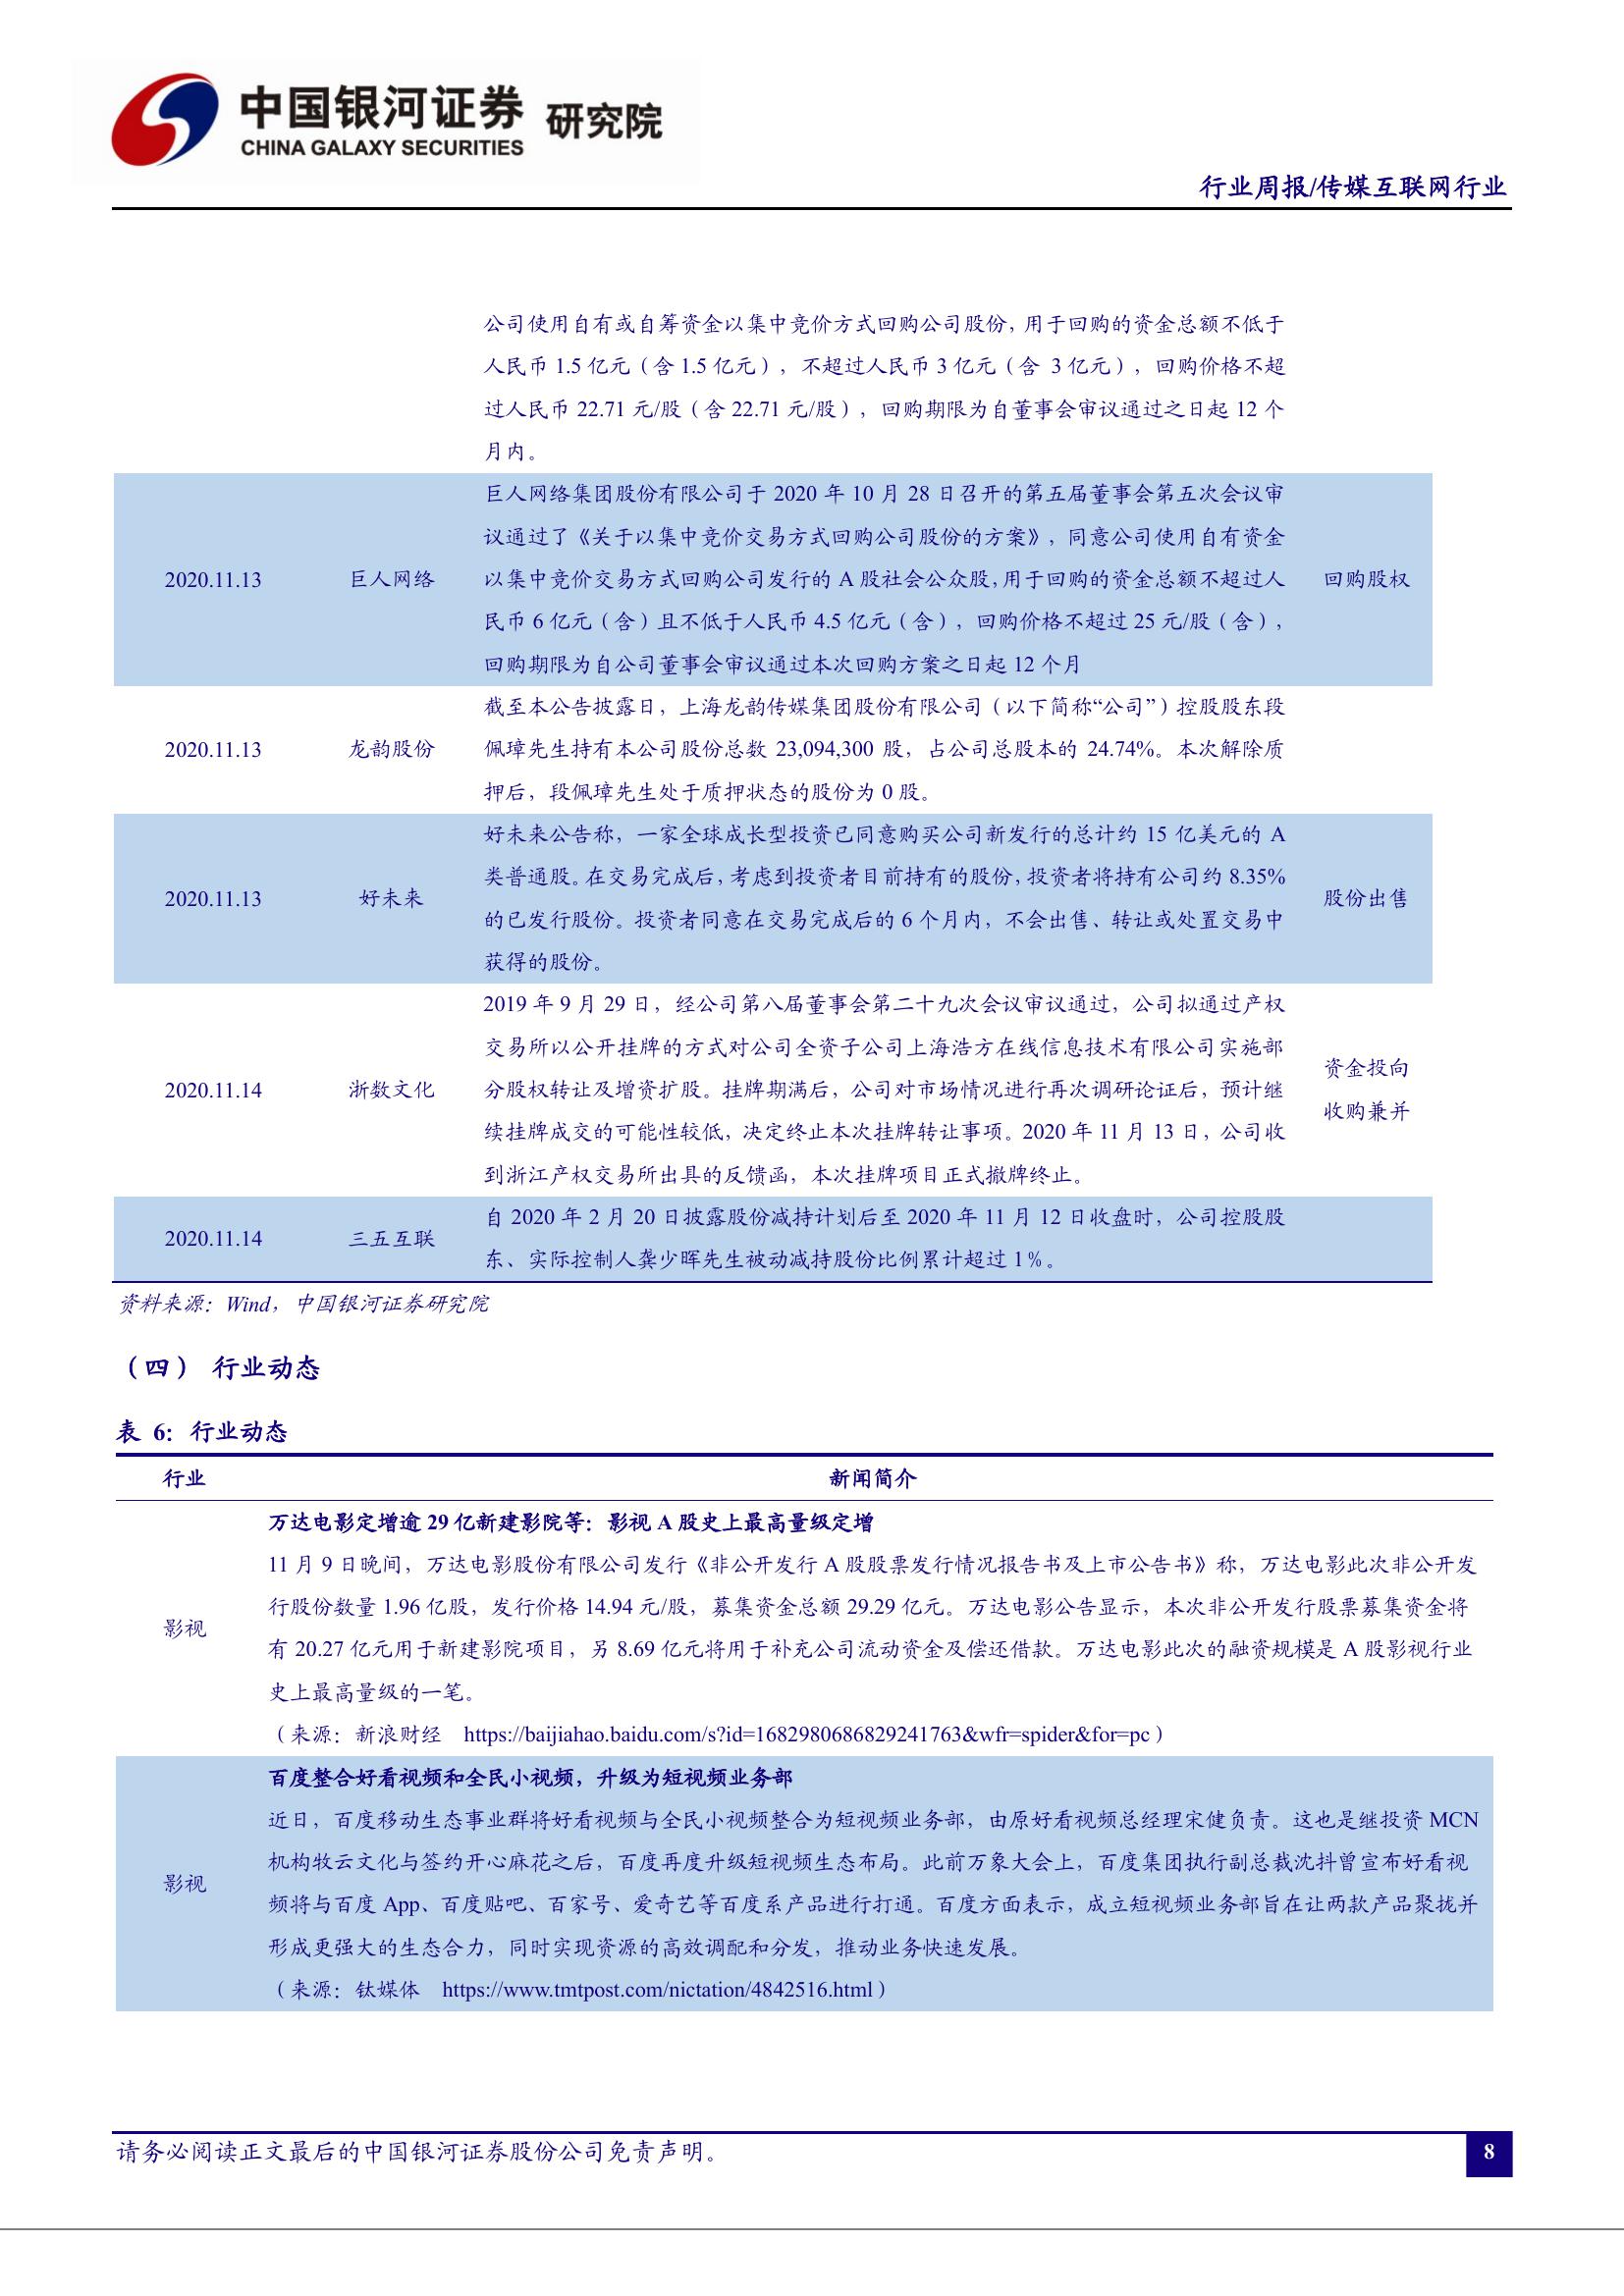 中国银河证券 研究院
CHINA GALAXY SECURITIES
行业周报/传媒互联网行业
公司使用自有或自筹资金以集中竞价方式回购公司股份，用于回购的资金总额不低于
人民币 1.5 亿元（含 1.5 亿元），不超过人民币 3 亿元（含 3 亿元），回购价格不超
过人民币 22.71 元/股（含 22.71 元/股），回购期限为自董事会审议通过之日起 12 个
月内。
巨人网络集团股份有限公司于 2020 年 10 月 28 日召开的第五届董事会第五次会议审
议通过了《关于以集中竞价交易方式回购公司股份的方案》，同意公司使用自有资金
2020.11.13 巨人网络 以集中竞价交易方式回购公司发行的 A 股社会公众股，用于回购的资金总额不超过人 回购股权
民币 6 亿元（含）且不低于人民币 4.5 亿元（含），回购价格不超过 25 元/股（含），
回购期限为自公司董事会审议通过本次回购方案之日起 12 个月
截至本公告披露日，上海龙韵传媒集团股份有限公司（以下简称“公司”）控股股东段
2020.11.13 龙韵股份 佩璋先生持有本公司股份总数 23,094,300 股，占公司总股本的 24.74%。本次解除质
押后，段佩璋先生处于质押状态的股份为 0 股。
好未来公告称，一家全球成长型投资已同意购买公司新发行的总计约 15 亿美元的 A
类普通股。在交易完成后，考虑到投资者目前持有的股份，投资者将持有公司约 8.35%
2020.11.13 好未来 的已发行股份。投资者同意在交易完成后的 6 个月内，不会出售、转让或处置交易中 股份出售
获得的股份。
2019 年 9 月 29 日，经公司第八届董事会第二十九次会议审议通过，公司拟通过产权
交易所以公开挂牌的方式对公司全资子公司上海浩方在线信息技术有限公司实施部
2020.11.14 浙数文化 分股权转让及增资扩股。挂牌期满后，公司对市场情况进行再次调研论证后，预计继 资金投向
收购兼并
续挂牌成交的可能性较低，决定终止本次挂牌转让事项。2020 年 11 月 13 日，公司收
到浙江产权交易所出具的反馈函，本次挂牌项目正式撤牌终止。
2020.11.14 三五互联 自 2020 年 2 月 20 日披露股份减持计划后至 2020 年 11 月 12 日收盘时，公司控股股
东、实际控制人龚少晖先生被动减持股份比例累计超过 1%。
资料来源：Wind，中国银河证券研究院
（四） 行业动态
表 6：行业动态
行业 新闻简介
万达电影定增逾 29 亿新建影院等：影视 A 股史上最高量级定增
11 月 9 日晚间，万达电影股份有限公司发行《非公开发行 A 股股票发行情况报告书及上市公告书》称，万达电影此次非公开发
行股份数量 1.96 亿股，发行价格 14.94 元/股，募集资金总额 29.29 亿元。万达电影公告显示，本次非公开发行股票募集资金将
影视 有 20.27 亿元用于新建影院项目，另 8.69 亿元将用于补充公司流动资金及偿还借款。万达电影此次的融资规模是 A 股影视行业
史上最高量级的一笔。
（来源：新浪财经 https://baijiahao.baidu.com/s?id=1682980686829241763&wfr=spider&for=pc）
百度整合好看视频和全民小视频，升级为短视频业务部
近日，百度移动生态事业群将好看视频与全民小视频整合为短视频业务部，由原好看视频总经理宋健负责。这也是继投资 MCN
机构牧云文化与签约开心麻花之后，百度再度升级短视频生态布局。此前万象大会上，百度集团执行副总裁沈抖曾宣布好看视
影视 频将与百度 App、百度贴吧、百家号、爱奇艺等百度系产品进行打通。百度方面表示，成立短视频业务部旨在让两款产品聚拢并
形成更强大的生态合力，同时实现资源的高效调配和分发，推动业务快速发展。
（来源：钛媒体 https://www.tmtpost.com/nictation/4842516.html）
请务必阅读正文最后的中国银河证券股份公司免责声明。 8